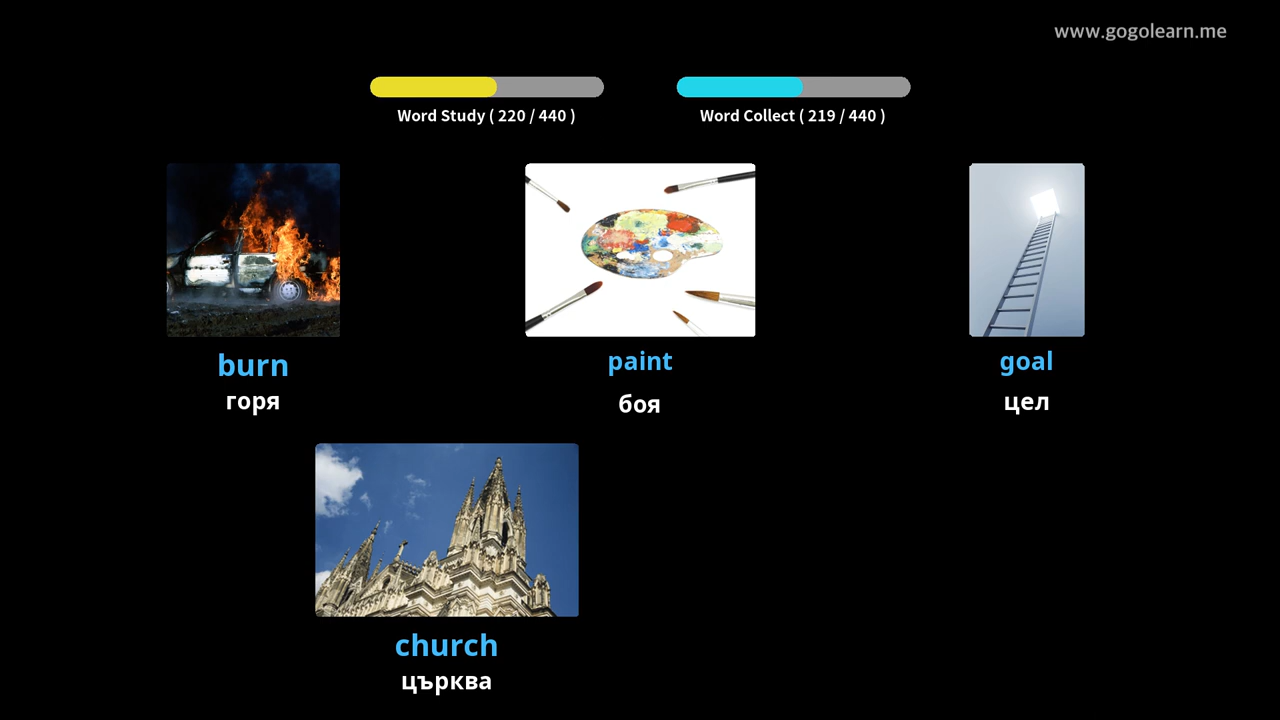 www.gogolearn.me
Word Study ( 220 / 440 )
Word Collect ( 219 / 440 )
burn
горя
paint
боя
goal
цел
church
църква